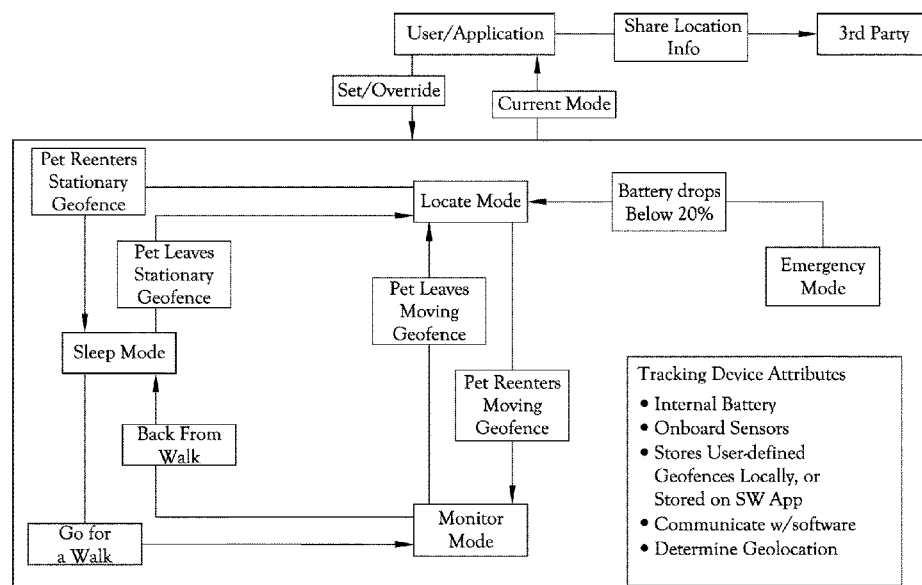 User/Application
Share Location
Info
3rd Party
Set/Override
Current Mode
Pet Reenters
Stationary
Geofence
Locate Mode
Battery drops
Below 20%
Pet Leaves
Stationary
Geofence
Pet Leaves
Moving
Geofence
Emergency
Mode
Sleep Mode
Pet Reenters
Moving
Geofence
Back From
Walk
Go for
a Walk
Monitor
Mode
Tracking Device Attributes
• Internal Battery
• Onboard Sensors
• Stores User-defined
Geofences Locally, or
Stored on SW App
• Communicate w/software
• Determine Geolocation